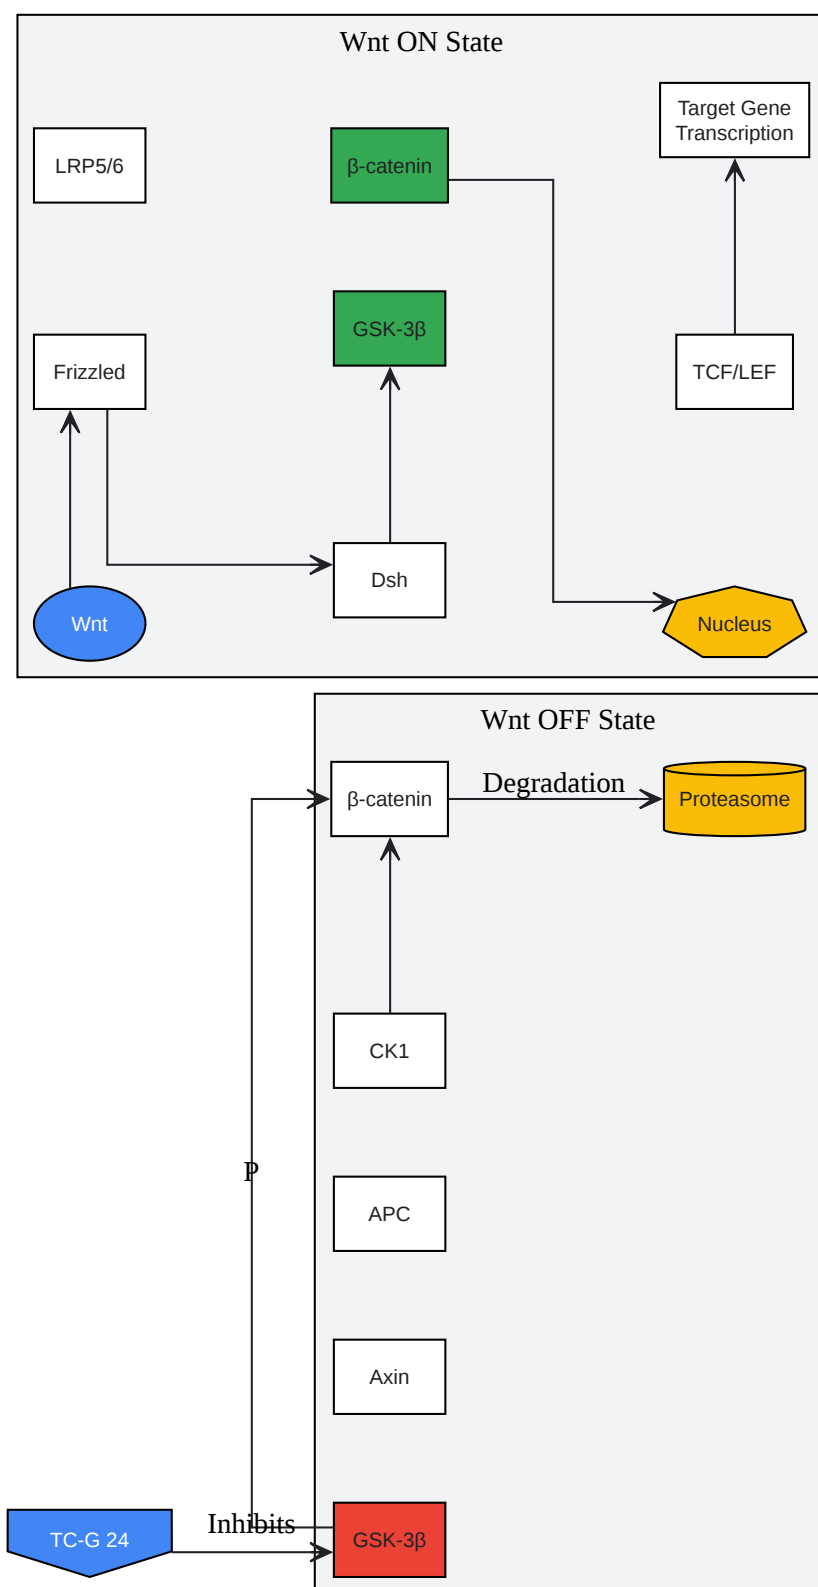 Wnt ON State
LRP5/6
β-catenin
Target Gene
Transcription
GSK-3β
Frizzled
TCF/LEF
Dsh
Wnt
Nucleus
Wnt OFF State
β-catenin
Degradation
Proteasome
CK1
P
APC
Axin
TC-G 24
Inhibits
GSK-3β